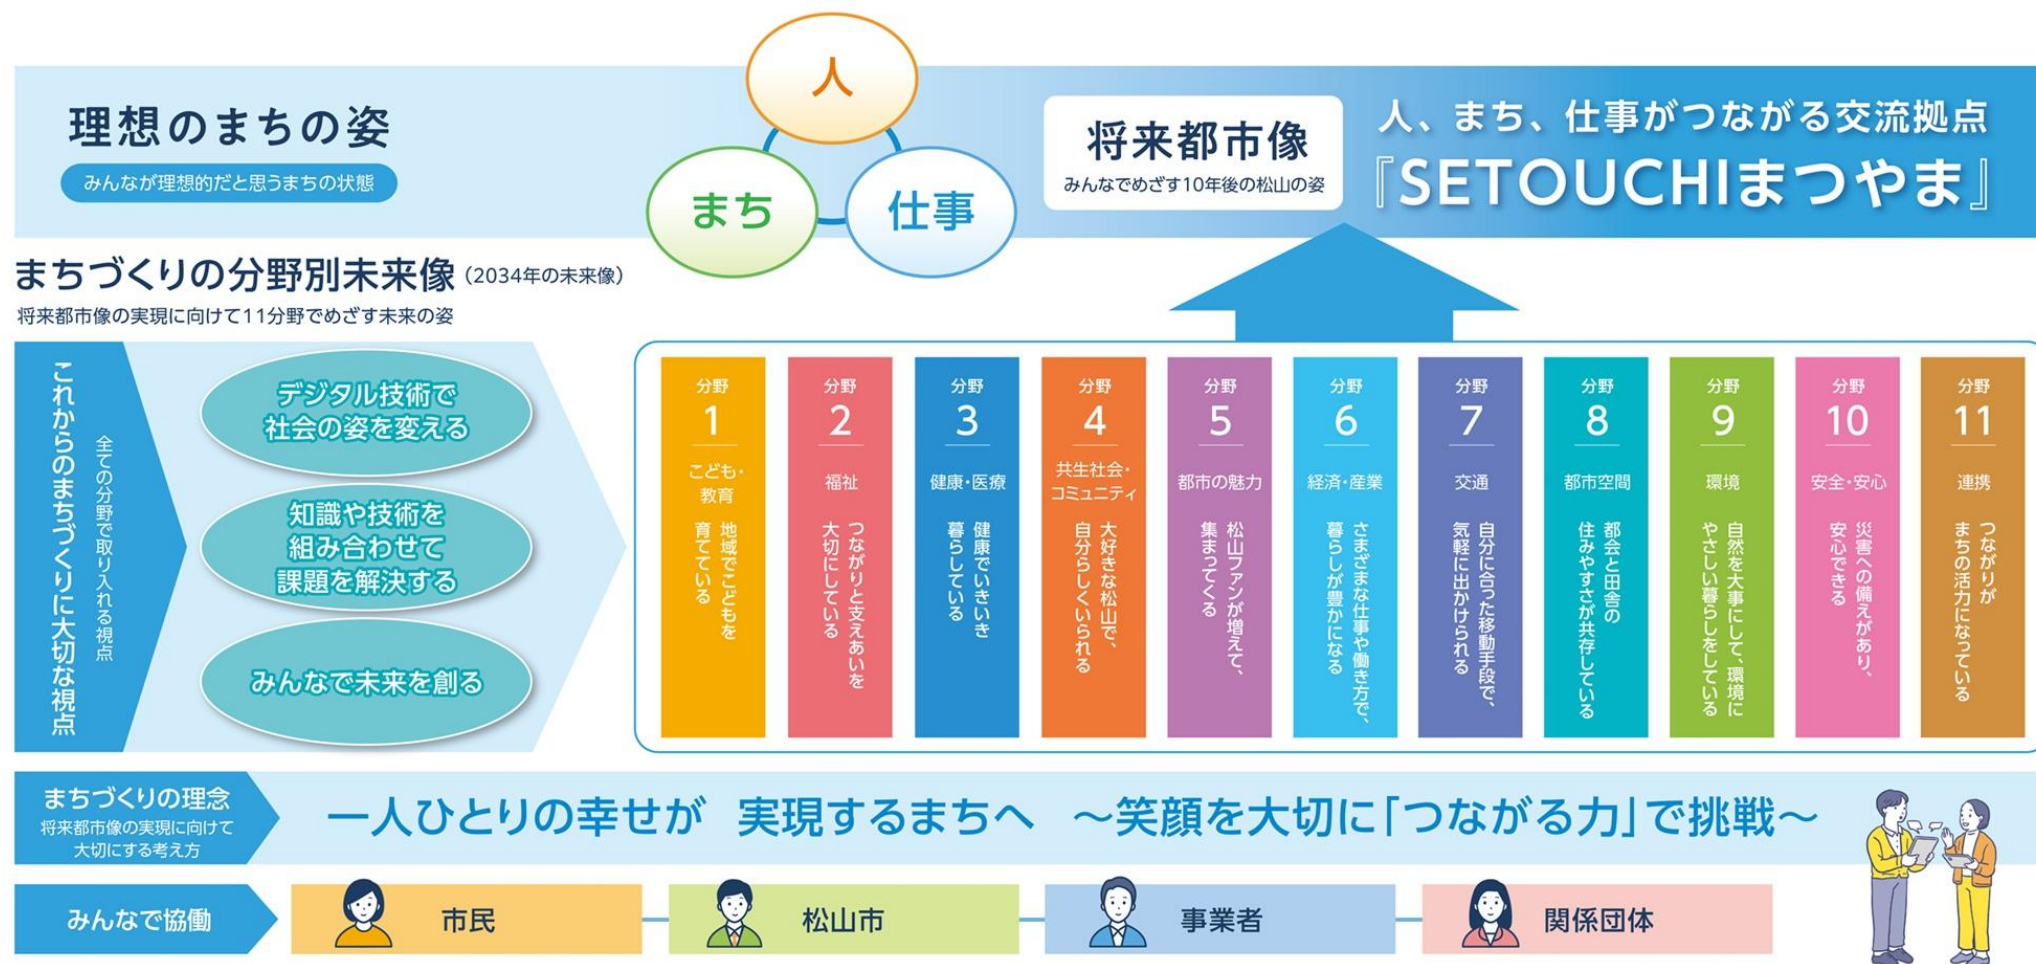 理想のまちの姿
みんなが理想的だと思うまちの状態
人
まち
仕事
将来都市像
みんなでめざす10年後の松山の姿
人、まち、仕事がつながる交流拠点
『SETOUCHIまつやま』
まちづくりの分野別未来像（2034年の未来像）
将来都市像の実現に向けて11分野でめざす未来の姿
これからのまちづくりに大切な視点
全ての分野で取り入れる視点
デジタル技術で
社会の姿を変える
知識や技術を
組み合わせて
課題を解決する
みんなで未来を創る
分野
1
こども・
教育
地域でこどもを
育てている
分野
2
福祉
つながりと支えあいを
大切にしている
分野
3
健康・医療
健康でいきいき
暮らしている
分野
4
共生社会・
コミュニティ
大好きな松山で、
自分らしくいられる
分野
5
都市の魅力
松山ファンが増えて、
集まってくる
分野
6
経済・産業
さまざまな仕事や働き方で、
暮らしが豊かになる
分野
7
交通
自分に合った移動手段で、
気軽に出かけられる
分野
8
都市空間
都会と田舎の
住みやすさが共存している
分野
9
環境
自然を大事にして、環境に
やさしい暮らしをしている
分野
10
安全・安心
災害への備えがあり、
安心できる
分野
11
連携
つながりが
まちの活力になっている
まちづくりの理念
将来都市像の実現に向けて
大切にする考え方
一人ひとりの幸せが 実現するまちへ ～笑顔を大切に「つながる力」で挑戦～
みんなで協働
市民
松山市
事業者
関係団体